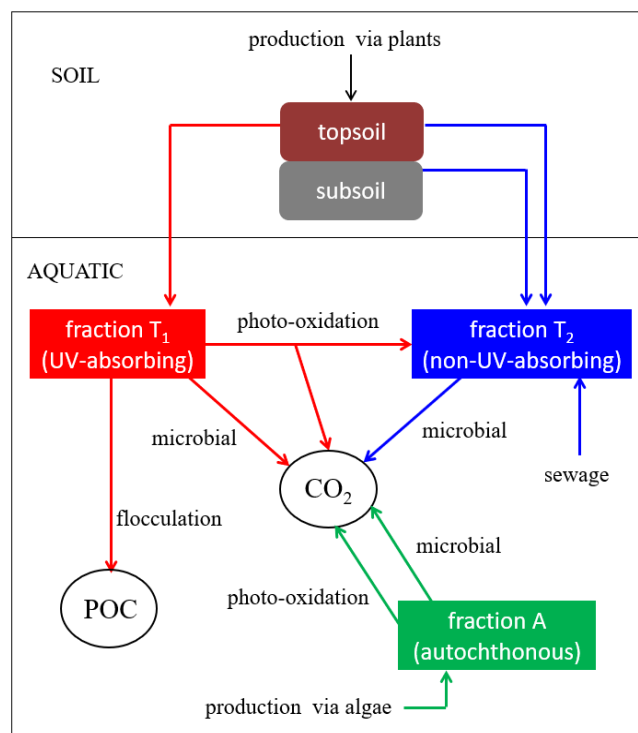 production via plants
SOIL
topsoil
subsoil
AQUATIC
fraction T₁
(UV-absorbing)
photo-oxidation
fraction T₂
(non-UV-absorbing)
microbial
microbial
sewage
CO₂
flocculation
microbial
photo-oxidation
POC
fraction A
(autochthonous)
production via algae